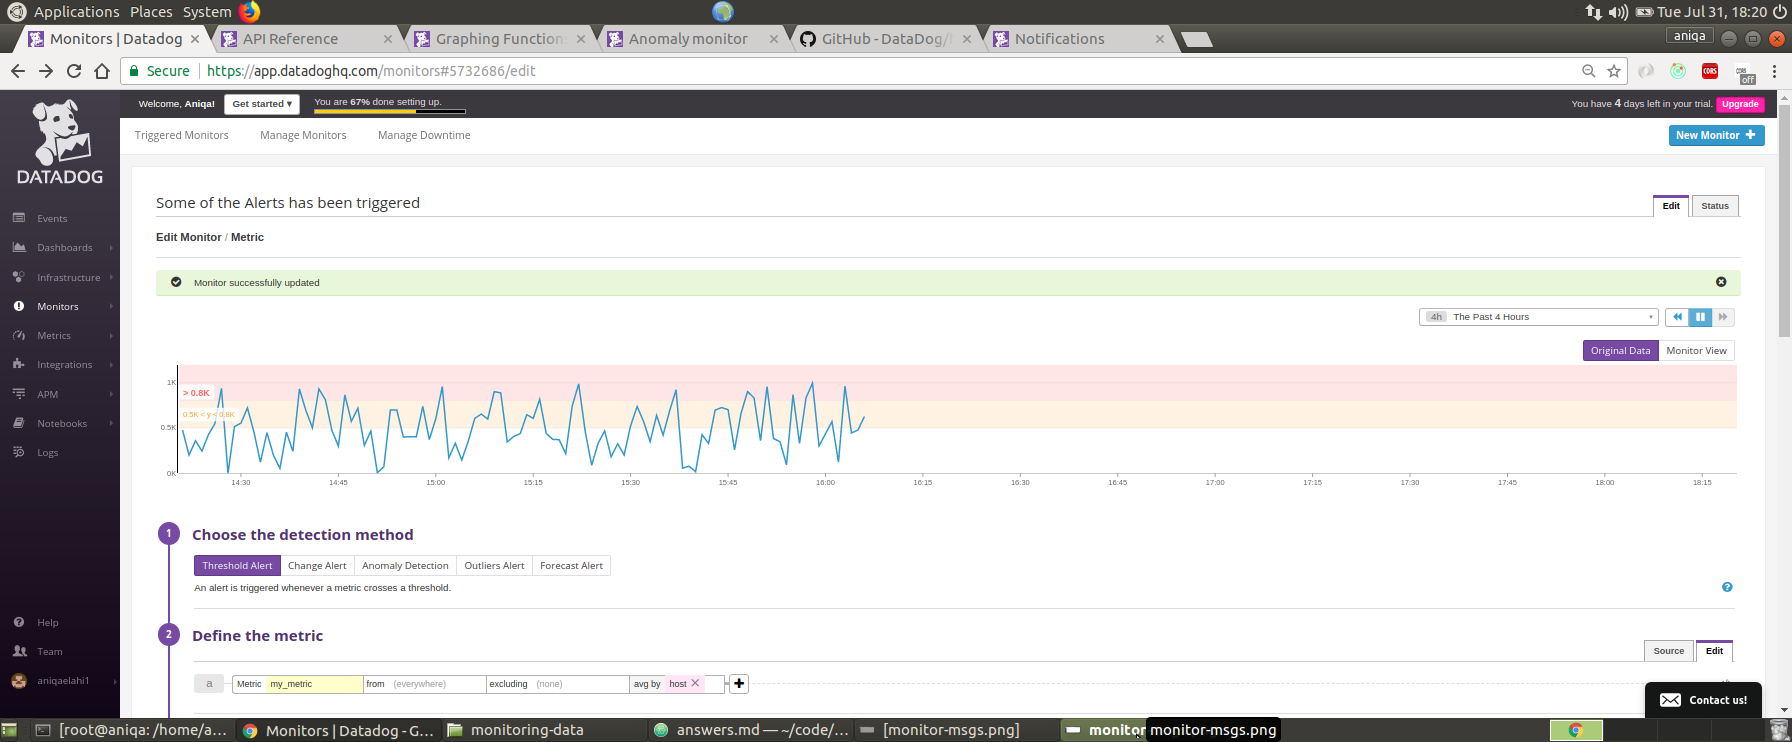 Applications Places System Tue Jul 31, 18:20
Monitors | Datadog API Reference Graphing Function Anomaly monitor GitHub - DataDog/ Notifications aniqa
Secure https://app.datadoghq.com/monitors#5732686/edit CORS off
Welcome, Aniqa! Get started ▾ You are 67% done setting up. You have 4 days left in your trial. Upgrade
Triggered Monitors Manage Monitors Manage Downtime New Monitor +
DATADOG
Events
Dashboards
Infrastructure
Monitors
Metrics
Integrations
APM
Notebooks
Logs
Help
Team
aniqaelahi1
Some of the Alerts has been triggered Edit Status
Edit Monitor / Metric
Monitor successfully updated
4h The Past 4 Hours
Original Data Monitor View
1K
> 0.8K
0.5K < y < 0.8K
0.5K
0K
14:30 14:45 15:00 15:15 15:30 15:45 16:00 16:15 16:30 16:45 17:00 17:15 17:30 17:45 18:00 18:15
1 Choose the detection method
Threshold Alert Change Alert Anomaly Detection Outliers Alert Forecast Alert
An alert is triggered whenever a metric crosses a threshold. ?
2 Define the metric
Source Edit
a Metric my_metric from (everywhere) excluding (none) avg by host ✕ +
Contact us!
[root@aniqa: /home/a... Monitors | Datadog - G... monitoring-data answers.md — ~/code/... [monitor-msgs.png] monitor monitor-msgs.png